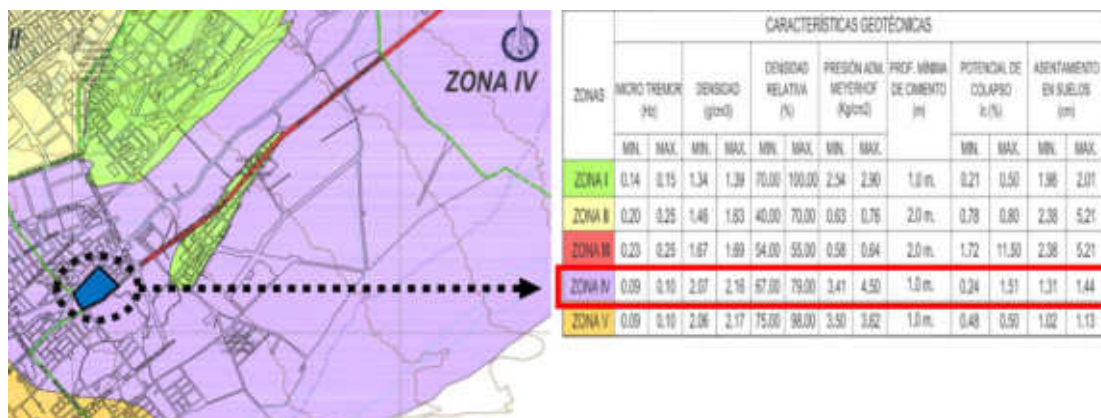 ZONA IV
CARACTERÍSTICAS GEOTÉCNICAS
ZONAS MICRO TREMOR (Hz) DENSIDAD (g/cm3) DENSIDAD RELATIVA (%) PRESIÓN ADM. MEYERHOF (Kg/cm2) PROF. MÍNIMA DE CIMIENTO (m) POTENCIAL DE COLAPSO Ic (%) ASENTAMIENTO EN SUELOS (cm)
MIN. MAX. MIN. MAX. MIN. MAX. MIN. MAX. MIN. MAX. MIN. MAX.
ZONA I 0.14 0.15 1.34 1.39 70.00 100.00 2.54 2.90 1.0 m. 0.21 0.50 1.98 2.01
ZONA II 0.20 0.25 1.46 1.63 40.00 70.00 0.63 0.76 2.0 m. 0.78 0.80 2.38 5.21
ZONA III 0.23 0.25 1.67 1.69 54.00 55.00 0.58 0.64 2.0 m. 1.72 11.50 2.38 5.21
ZONA IV 0.09 0.10 2.07 2.16 67.00 79.00 3.41 4.50 1.0 m. 0.24 1.51 1.31 1.44
ZONA V 0.09 0.10 2.06 2.17 75.00 98.00 3.50 3.62 1.0 m. 0.48 0.50 1.02 1.13